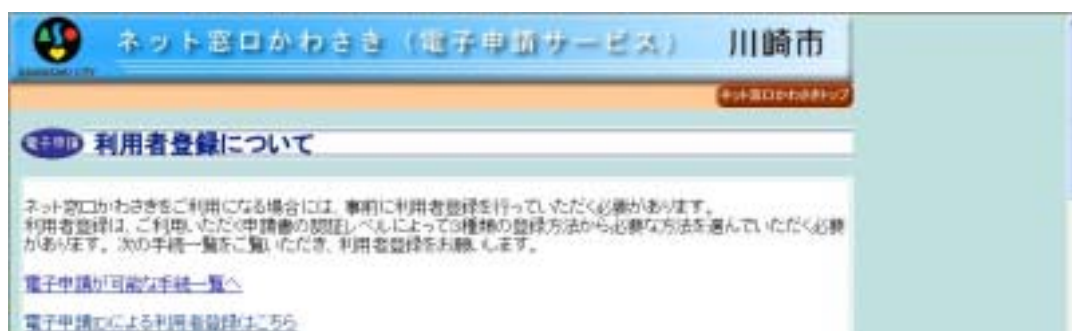 ネット窓口かわさき（電子申請サービス） 川崎市
ネット窓口かわさきトップ
電子申請 利用者登録について
ネット窓口かわさきをご利用になる場合には、事前に利用者登録を行っていただく必要があります。
利用者登録は、ご利用いただく申請書の認証レベルによって3種類の登録方法から必要な方法を選んでいただく必要
があります。次の手続一覧をご覧いただき、利用者登録をお願いします。
電子申請が可能な手続一覧へ
電子申請IDによる利用者登録はこちら